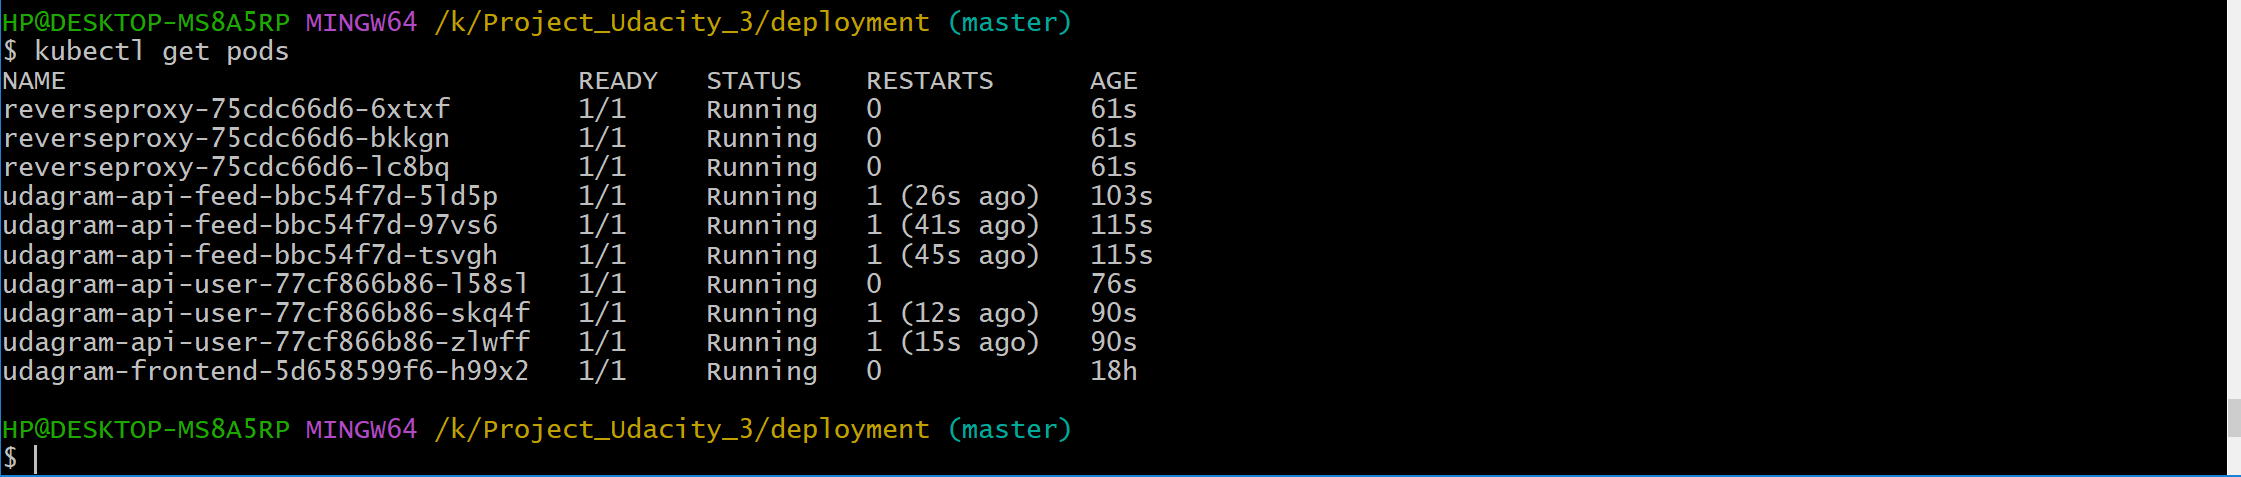 HP@DESKTOP-MS8A5RP MINGW64 /k/Project_Udacity_3/deployment (master)
$ kubectl get pods
NAME                                READY   STATUS    RESTARTS      AGE
reverseproxy-75cdc66d6-6xtxf        1/1     Running   0             61s
reverseproxy-75cdc66d6-bkkgn        1/1     Running   0             61s
reverseproxy-75cdc66d6-lc8bq        1/1     Running   0             61s
udagram-api-feed-bbc54f7d-5ld5p     1/1     Running   1 (26s ago)   103s
udagram-api-feed-bbc54f7d-97vs6     1/1     Running   1 (41s ago)   115s
udagram-api-feed-bbc54f7d-tsvgh     1/1     Running   1 (45s ago)   115s
udagram-api-user-77cf866b86-l58sl   1/1     Running   0             76s
udagram-api-user-77cf866b86-skq4f   1/1     Running   1 (12s ago)   90s
udagram-api-user-77cf866b86-zlwff   1/1     Running   1 (15s ago)   90s
udagram-frontend-5d658599f6-h99x2   1/1     Running   0             18h
HP@DESKTOP-MS8A5RP MINGW64 /k/Project_Udacity_3/deployment (master)
$